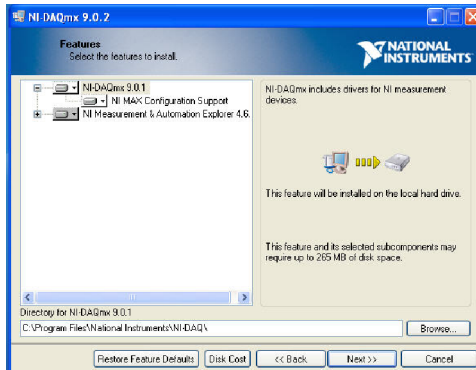 NI-DAQmx 9.0.2
Features
Select the features to install.
NATIONAL
INSTRUMENTS
NI-DAQmx 9.0.1
NI MAX Configuration Support
NI Measurement & Automation Explorer 4.6.
NI-DAQmx includes drivers for NI measurement
devices.
This feature will be installed on the local hard drive.
This feature and its selected subcomponents may
require up to 265 MB of disk space.
Directory for NI-DAQmx 9.0.1
C:\Program Files\National Instruments\NI-DAQ\
Browse...
Restore Feature Defaults
Disk Cost
<< Back
Next >>
Cancel